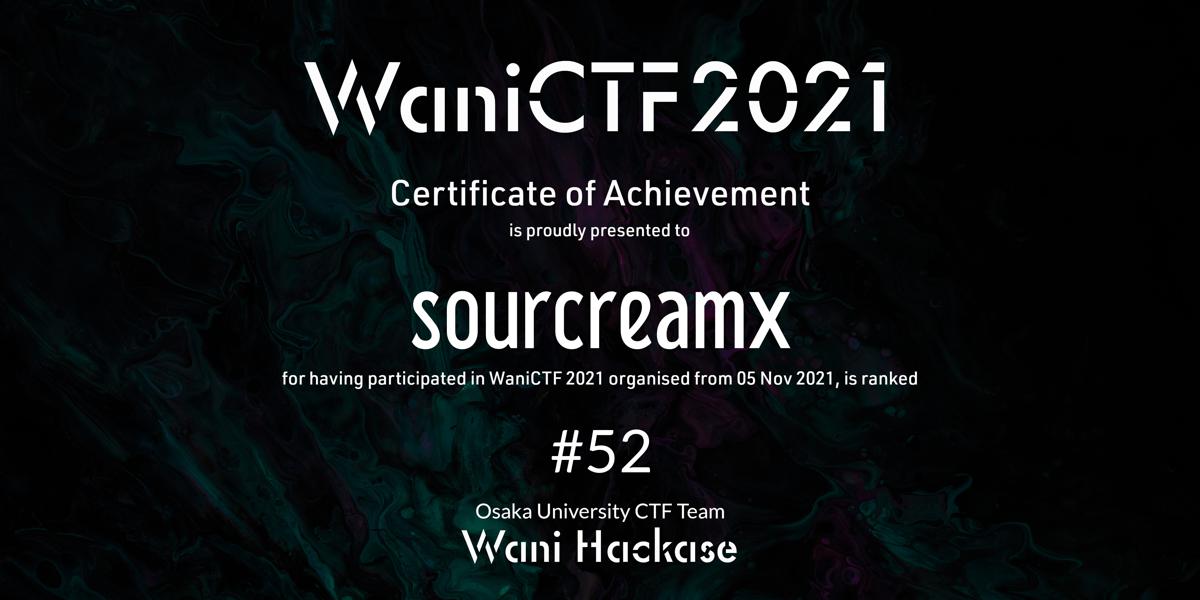 WaniCTF2021
Certificate of Achievement
is proudly presented to
sourcreamx
for having participated in WaniCTF 2021 organised from 05 Nov 2021, is ranked
#52
Osaka University CTF Team
Wani Hackase